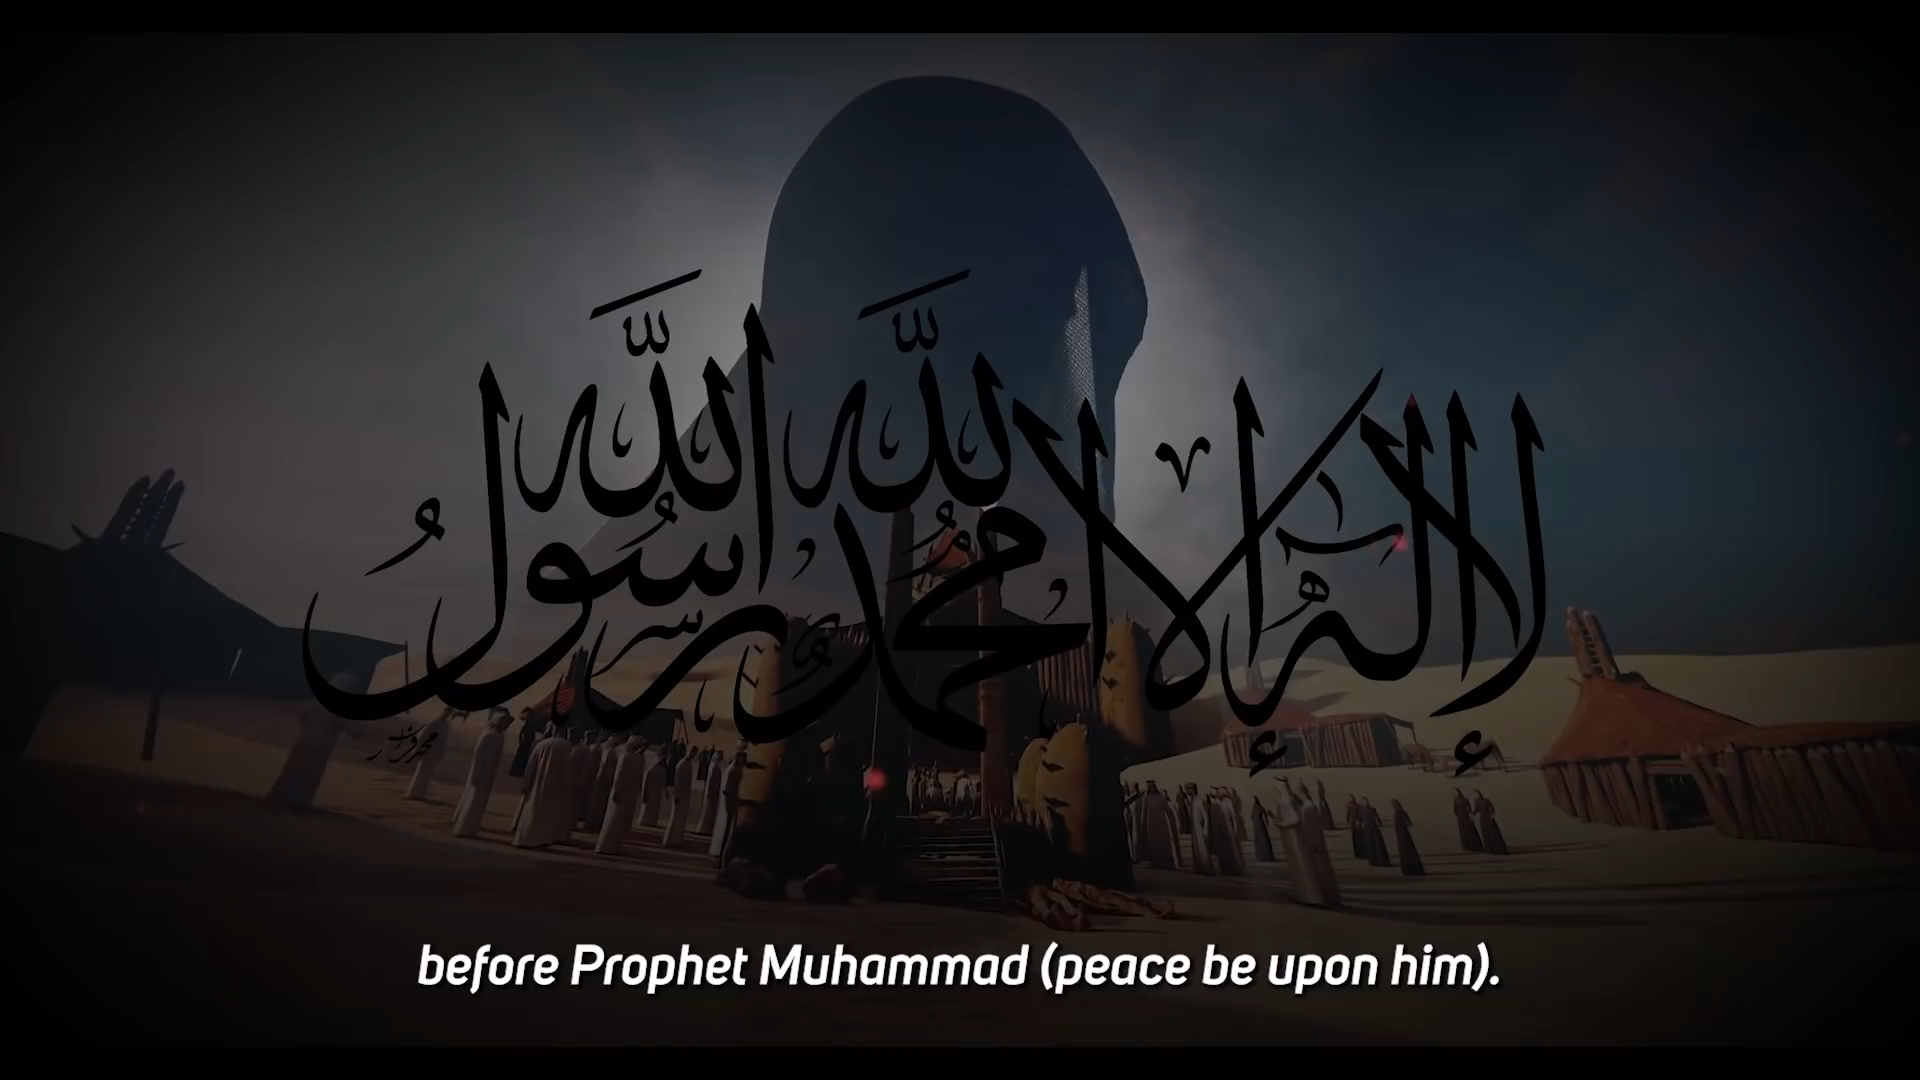 لا إله إلا الله محمد رسول الله
before Prophet Muhammad (peace be upon him).